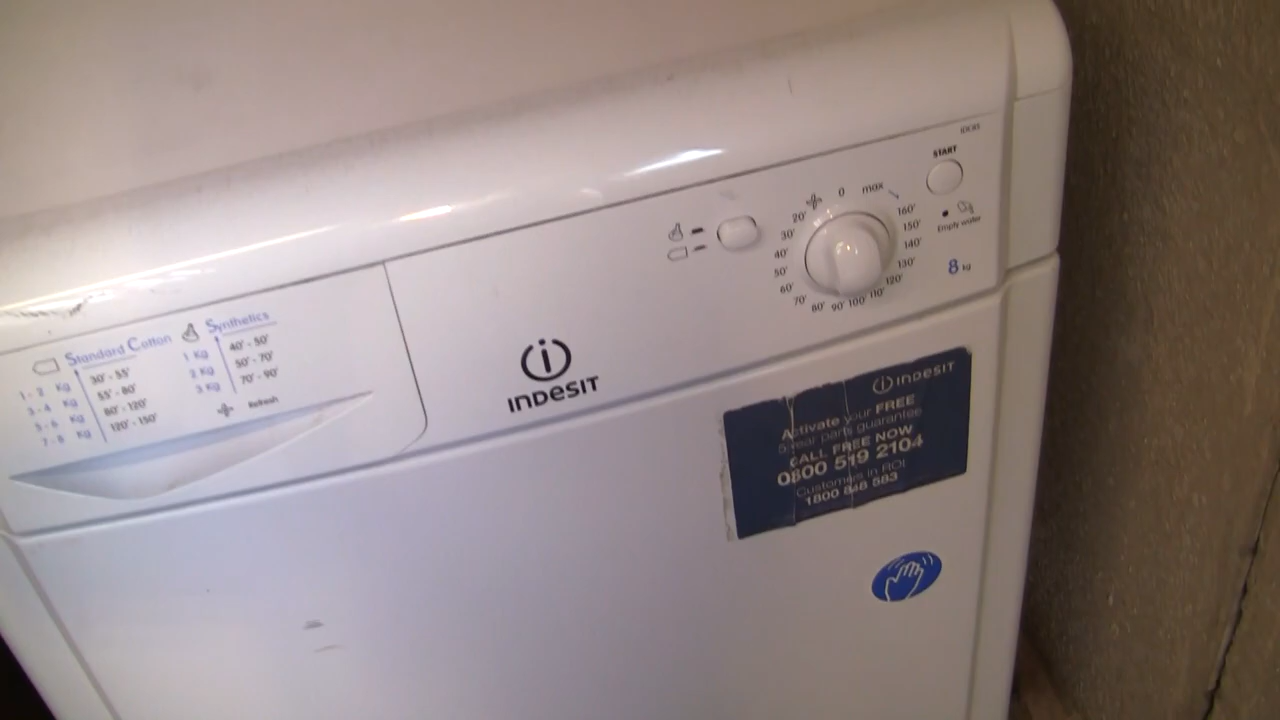 Standard Cotton
1 - 2 Kg 30' - 55'
3 - 4 Kg 55' - 80'
5 - 6 Kg 80' - 120'
7 - 8 Kg 120' - 150'
Synthetics
1 Kg 40' - 50'
2 Kg 50' - 70'
3 Kg 70' - 90'
Refresh
INDESIT
0 max
160'
150'
140'
130'
120'
110'
100'
90'
80'
70'
60'
50'
40'
30'
20'
START
Empty water
8 kg
INDESIT
Activate your FREE
5 year parts guarantee
CALL FREE NOW
0800 519 2104
Customers in ROI
1800 848 583